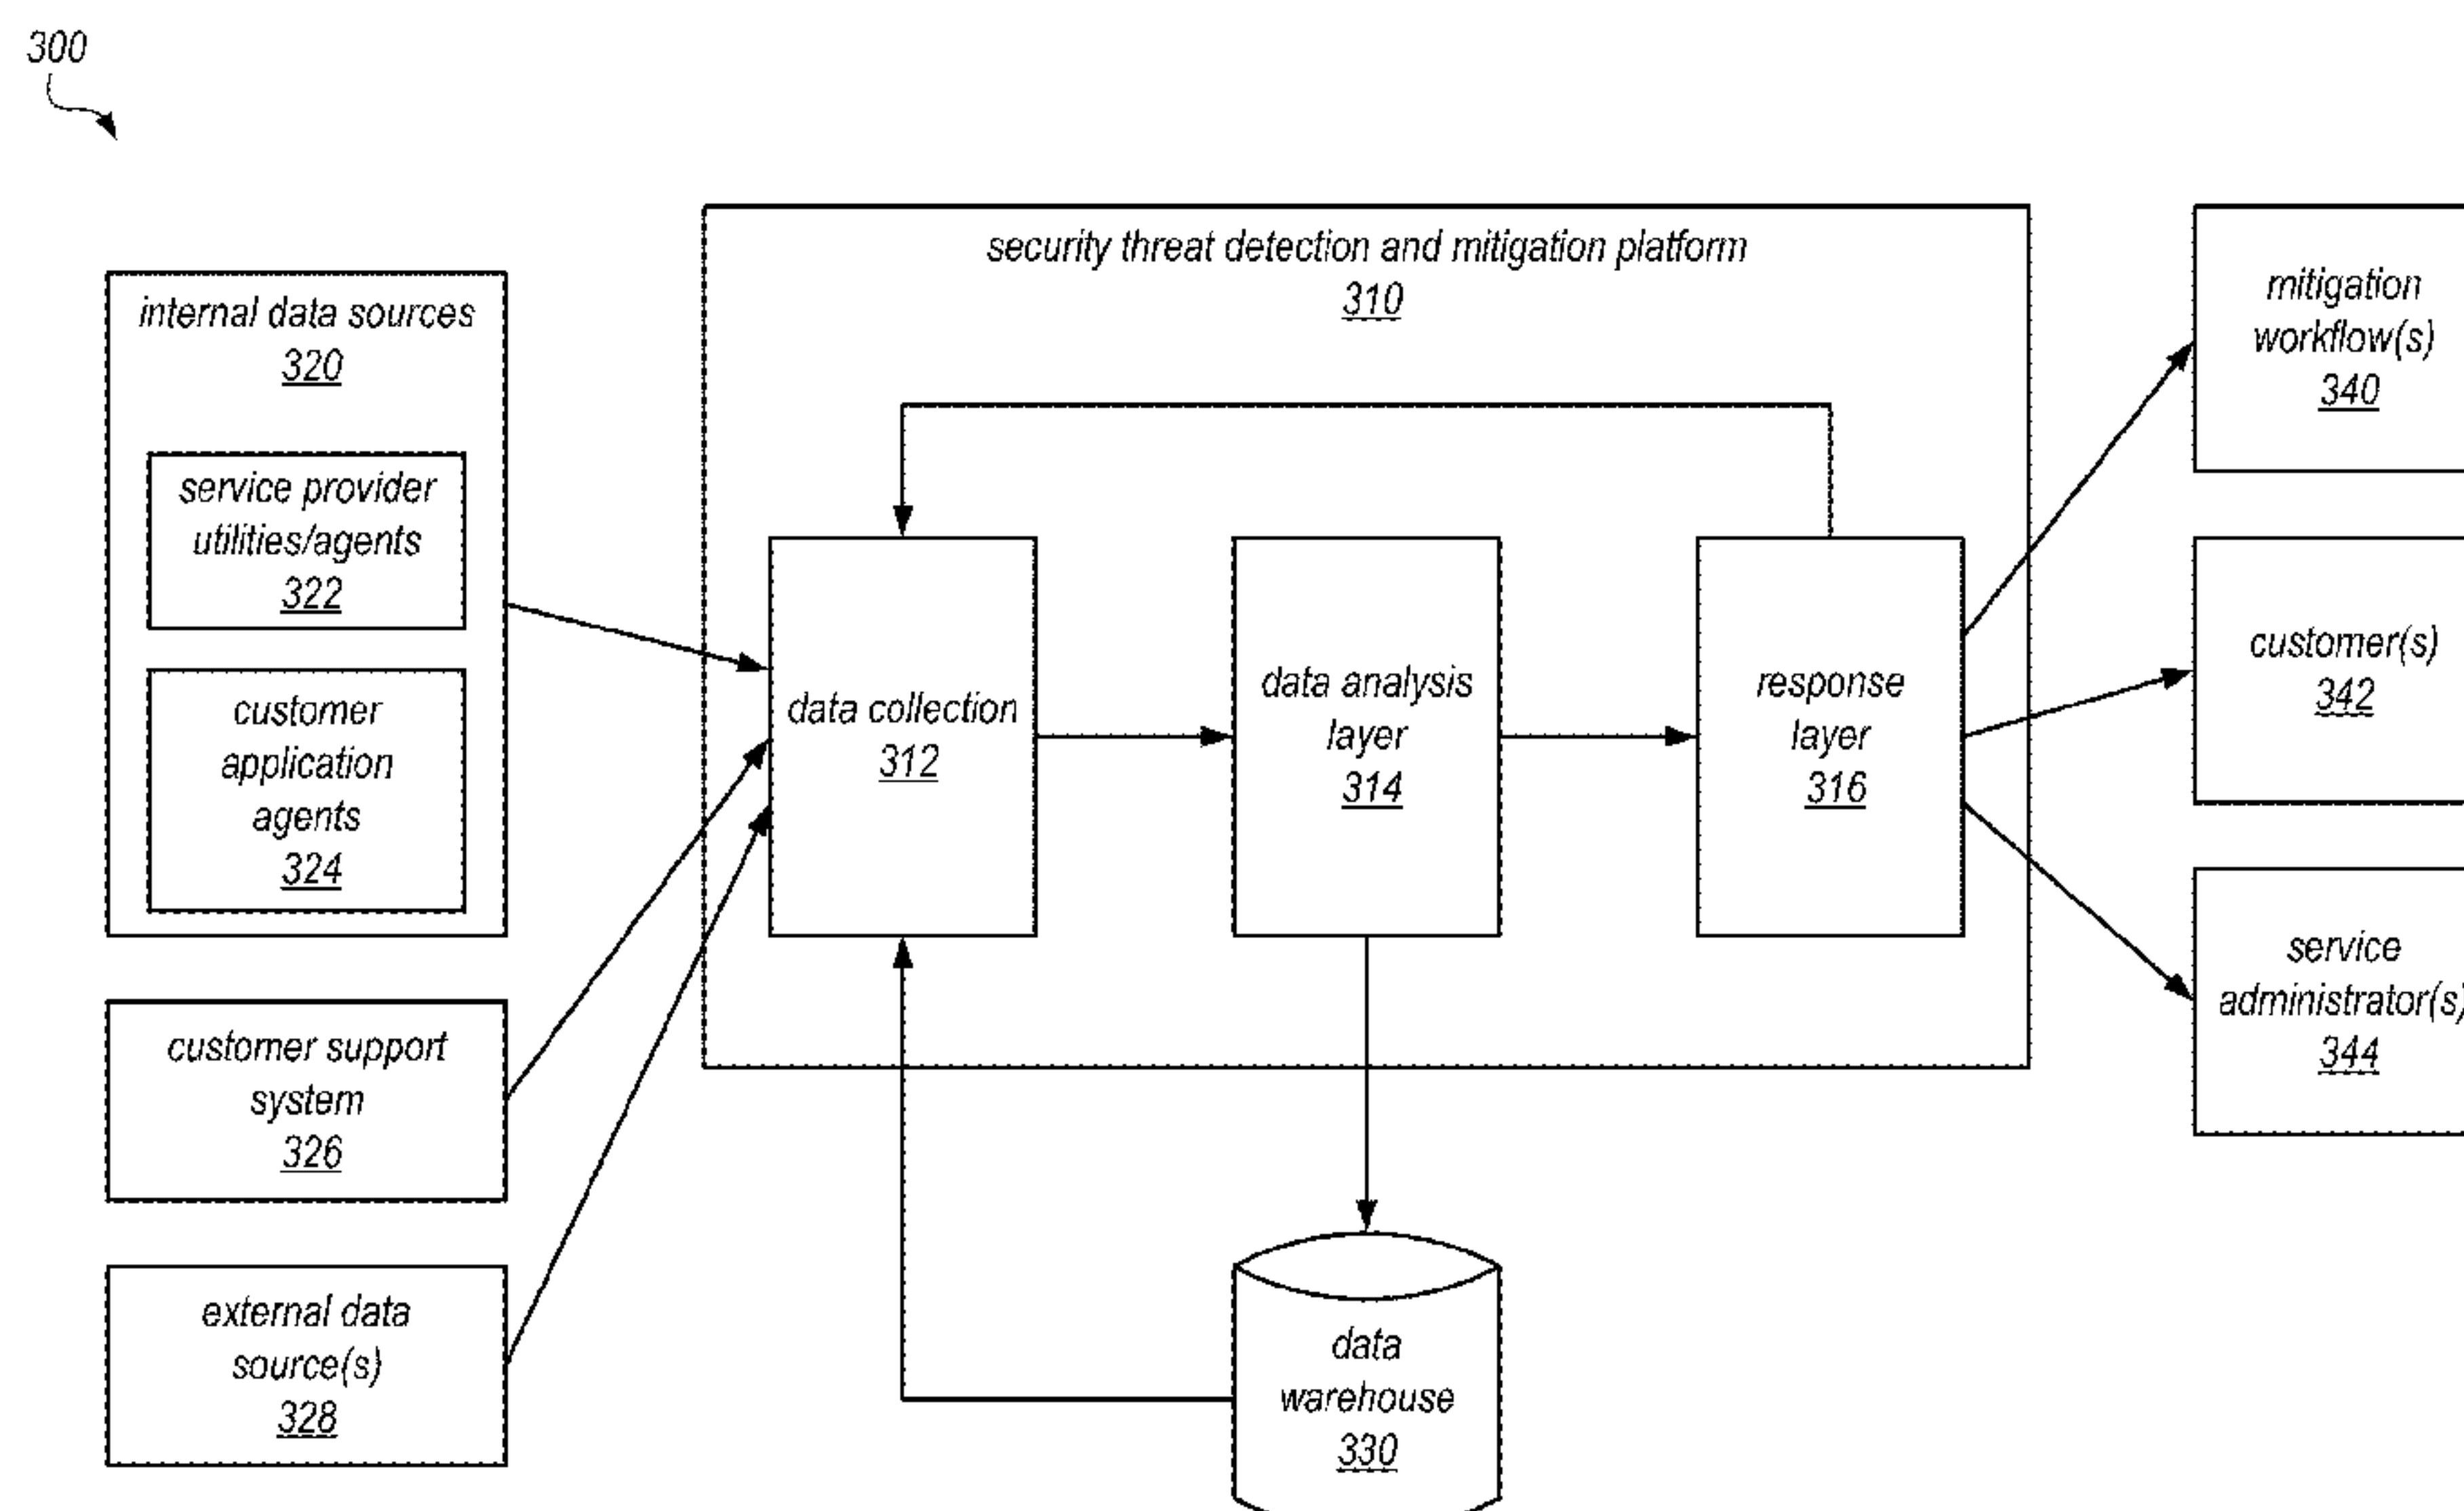 300
internal data sources
320
service provider
utilities/agents
322
customer
application
agents
324
customer support
system
326
external data
source(s)
328
security threat detection and mitigation platform
310
data collection
312
data analysis
layer
314
response
layer
316
data
warehouse
330
mitigation
workflow(s)
340
customer(s)
342
service
administrator(s)
344